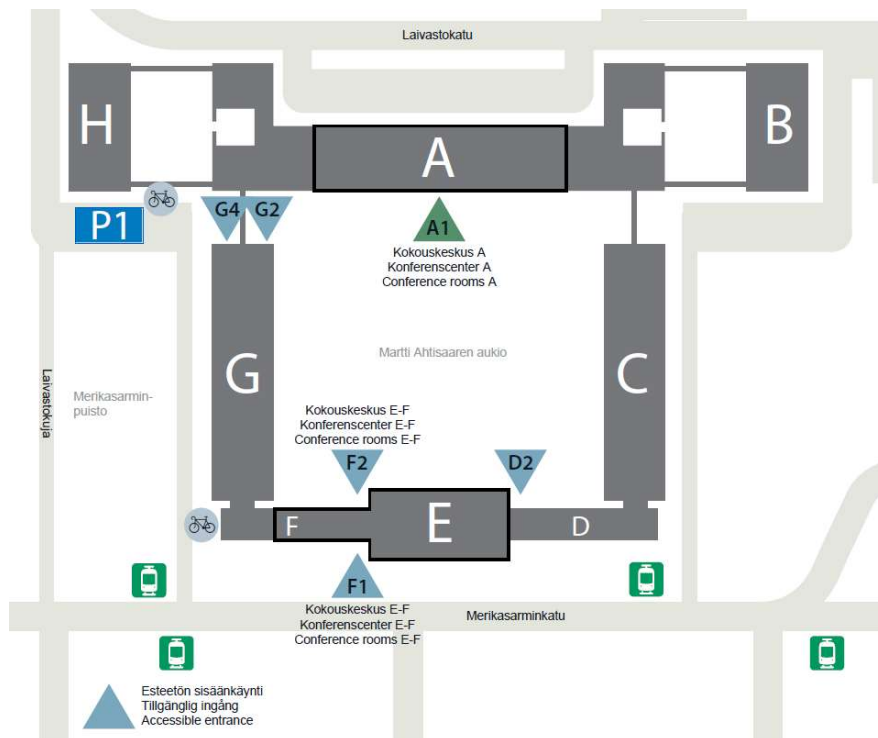 Laivastokatu
H
A
B
P1
G4
G2
A1
Kokouskeskus A
Konferenscenter A
Conference rooms A
Laivastokuja
Merikasarmin-
puisto
G
Martti Ahtisaaren aukio
C
Kokouskeskus E-F
Konferenscenter E-F
Conference rooms E-F
F2
D2
F
E
D
F1
Kokouskeskus E-F
Konferenscenter E-F
Conference rooms E-F
Merikasarminkatu
Esteetön sisäänkäynti
Tillgänglig ingång
Accessible entrance